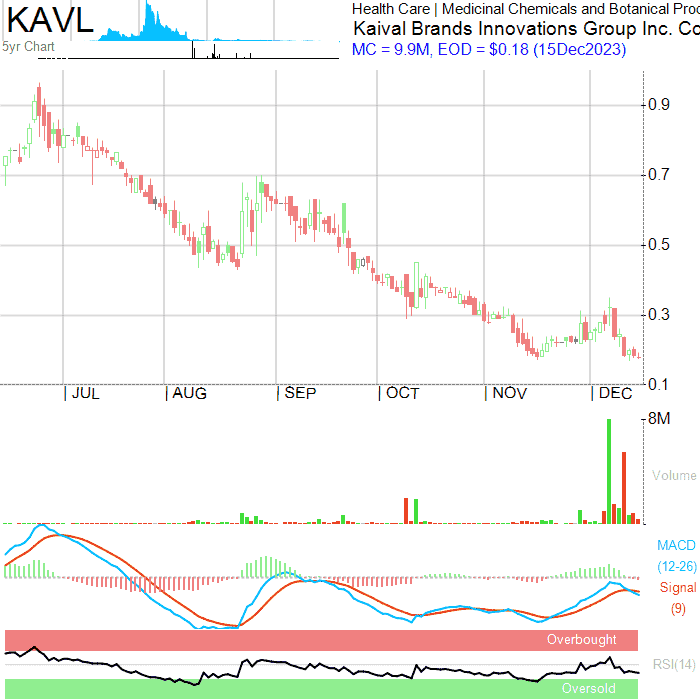 KAVL
5yr Chart
Health Care | Medicinal Chemicals and Botanical Proc
Kaival Brands Innovations Group Inc. Co
MC = 9.9M, EOD = $0.18 (15Dec2023)
0.9
0.7
0.5
0.3
0.1
JUL AUG SEP OCT NOV DEC
8M
Volume
MACD
(12-26)
Signal
(9)
Overbought
RSI(14)
Oversold